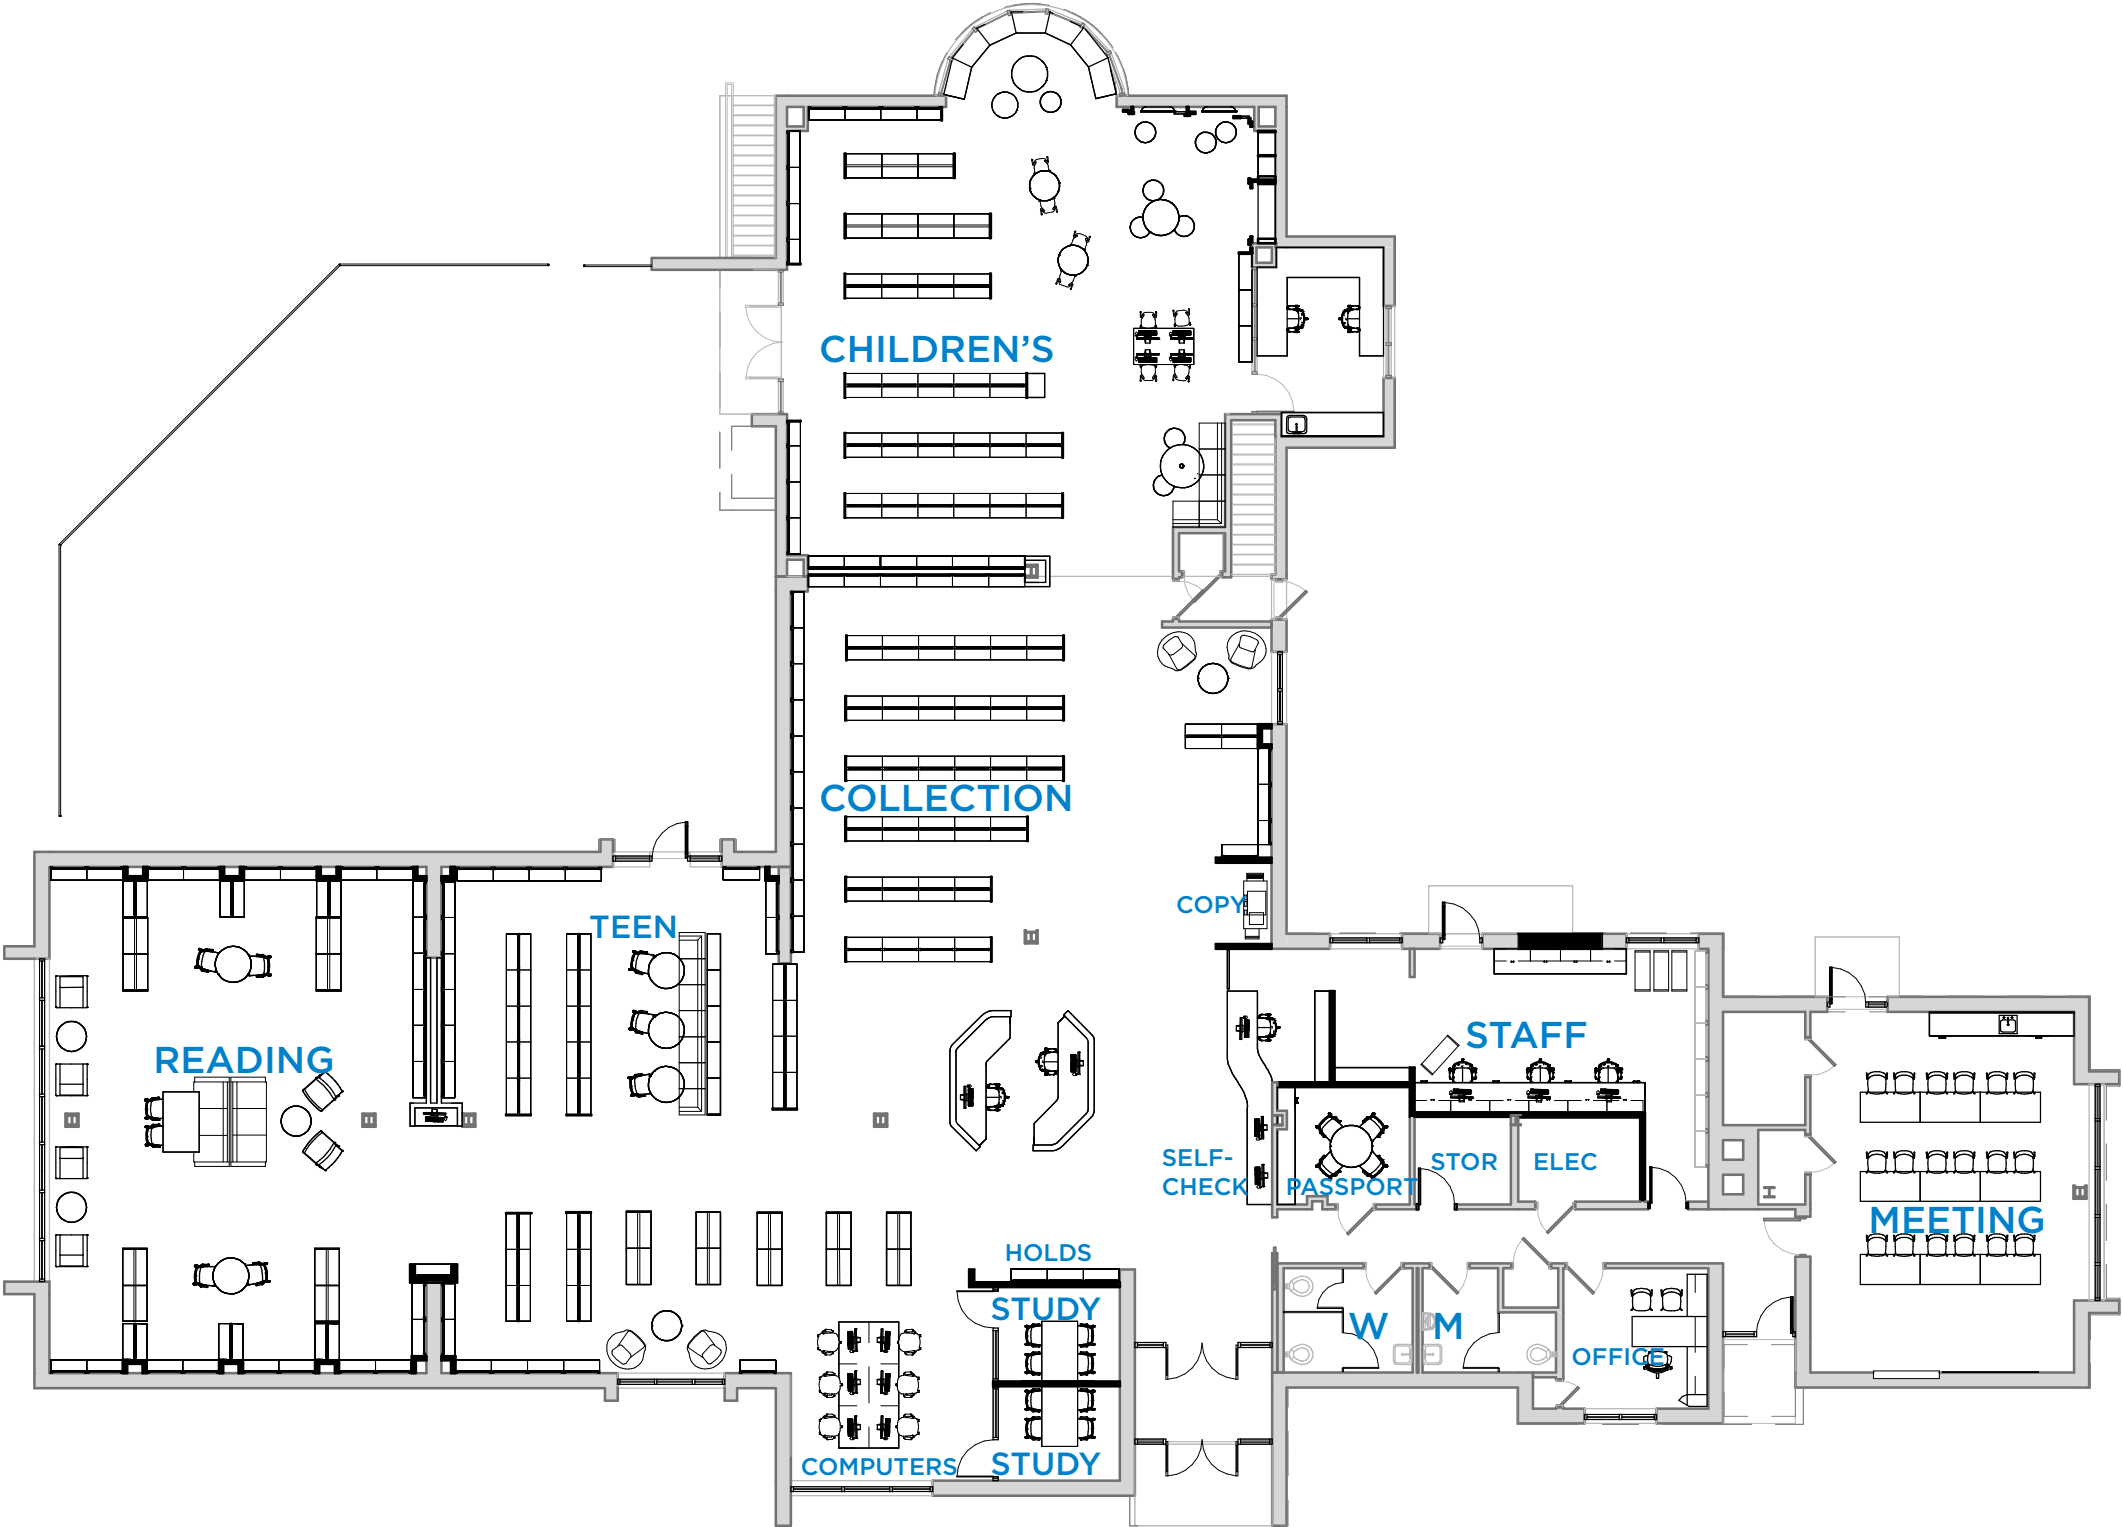 CHILDREN’S
COLLECTION
COPY
TEEN
STAFF
READING
SELF-
CHECK
PASSPORT
STOR
ELEC
MEETING
HOLDS
STUDY
W
M
OFFICE
COMPUTERS
STUDY